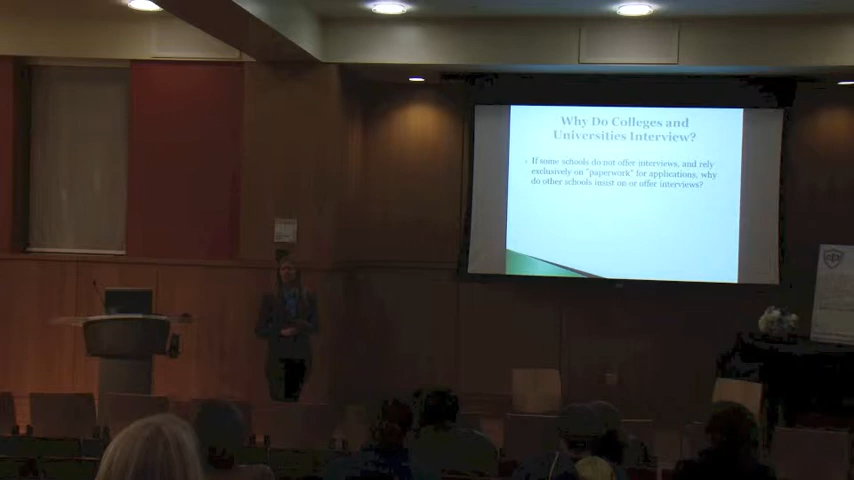 Why Do Colleges and
Universities Interview?
If some schools do not offer interviews, and rely
exclusively on "paperwork" for applications, why
do other schools insist on or offer interviews?